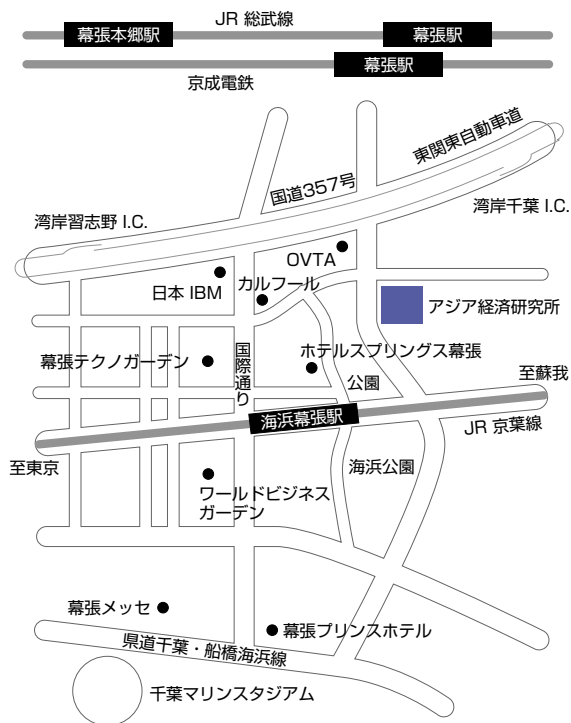 JR 総武線
幕張本郷駅
幕張駅
幕張駅
京成電鉄
東関東自動車道
国道357号
湾岸習志野 I.C.
湾岸千葉 I.C.
OVTA
日本 IBM
カルフール
アジア経済研究所
国際通り
幕張テクノガーデン
ホテルスプリングス幕張
公園
至蘇我
海浜幕張駅
JR 京葉線
至東京
海浜公園
ワールドビジネス
ガーデン
幕張メッセ
幕張プリンスホテル
県道千葉・船橋海浜線
千葉マリンスタジアム